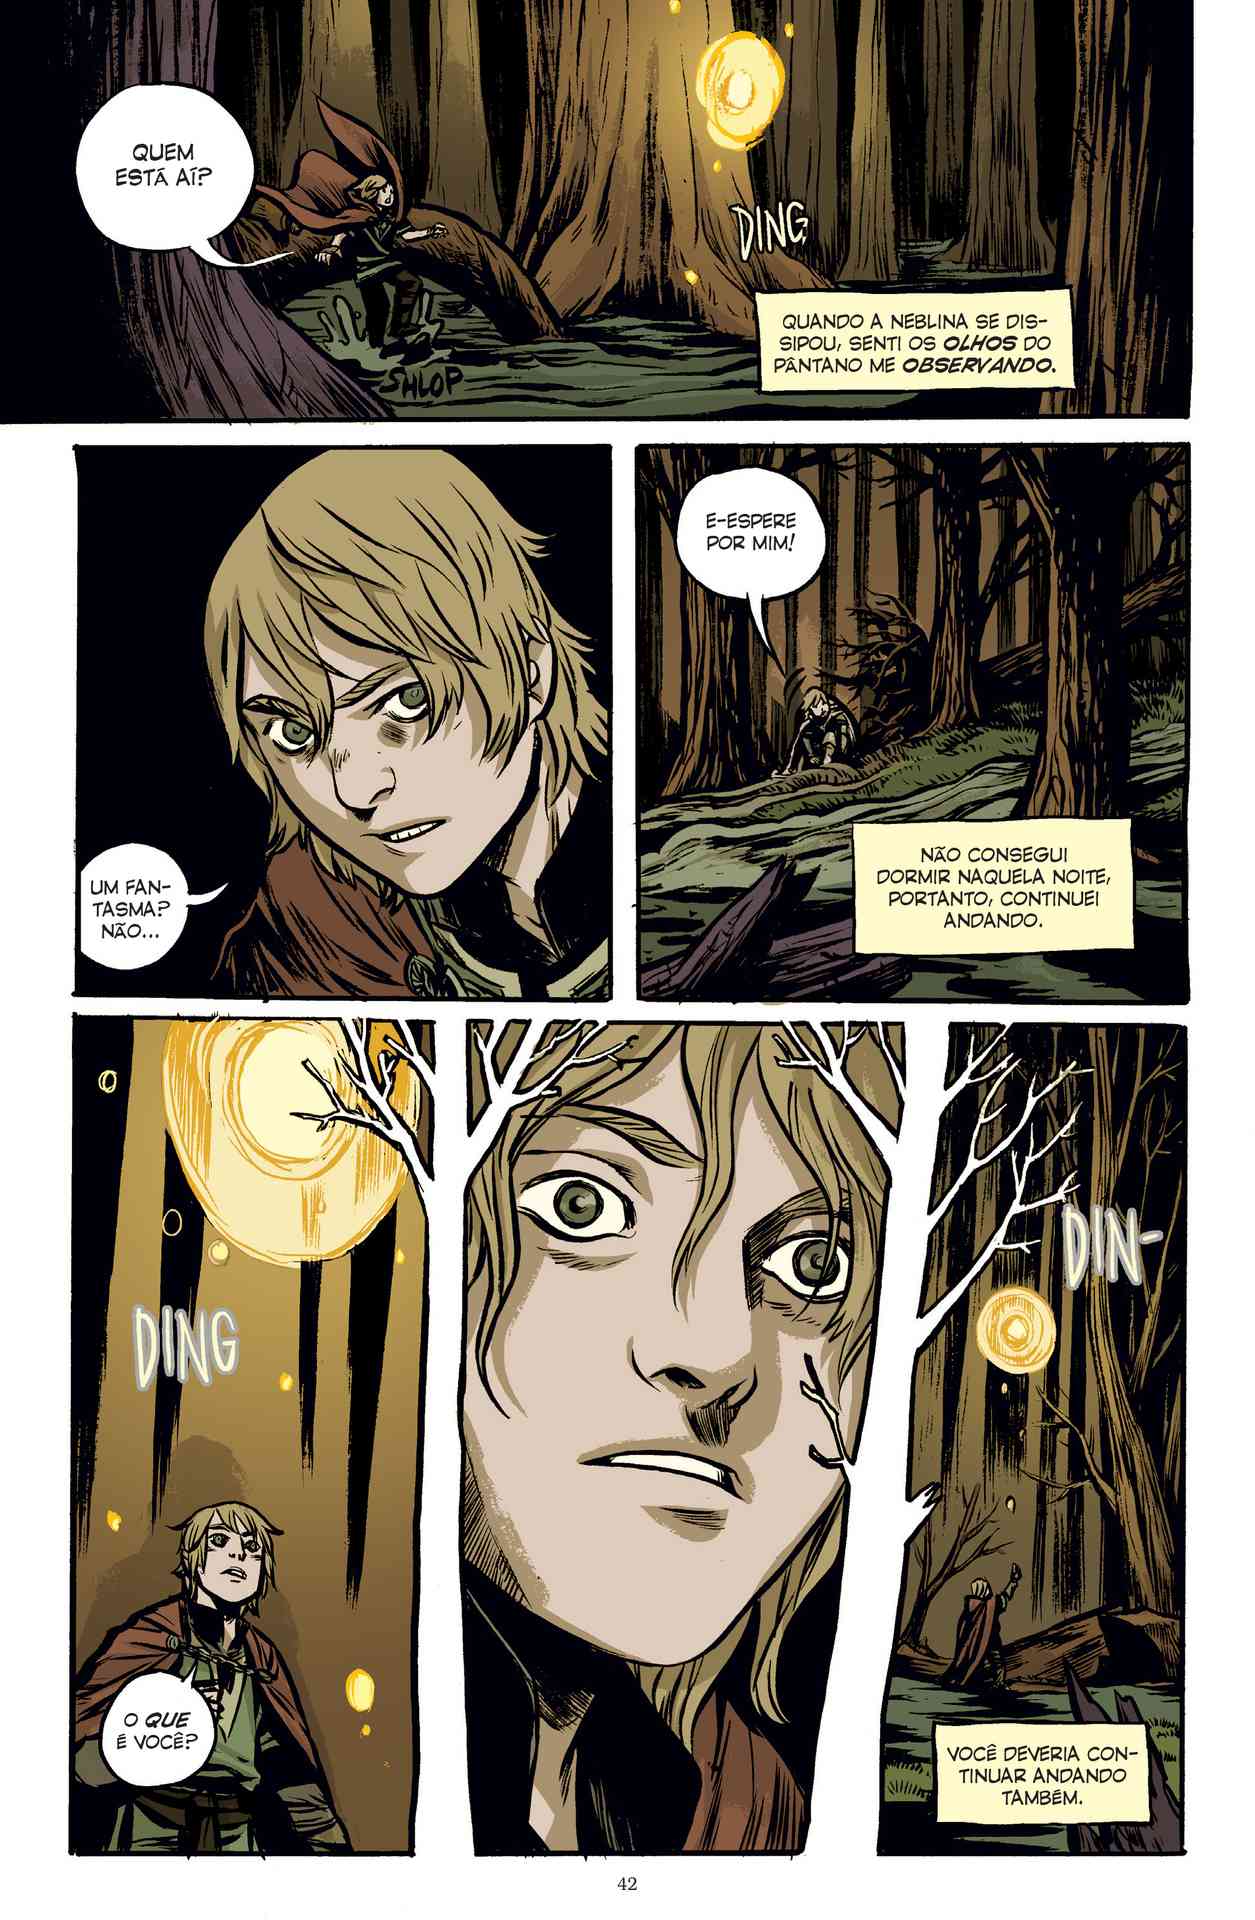 QUEM
ESTÁ AÍ?
DING
SHLOP
QUANDO A NEBLINA SE DIS-
SIPOU, SENTI OS OLHOS DO
PÂNTANO ME OBSERVANDO.
UM FAN-
TASMA?
NÃO...
E-ESPERE
POR MIM!
NÃO CONSEGUI
DORMIR NAQUELA NOITE,
PORTANTO, CONTINUEI
ANDANDO.
DING
O QUE
É VOCÊ?
DIN-
VOCÊ DEVERIA CON-
TINUAR ANDANDO
TAMBÉM.
42